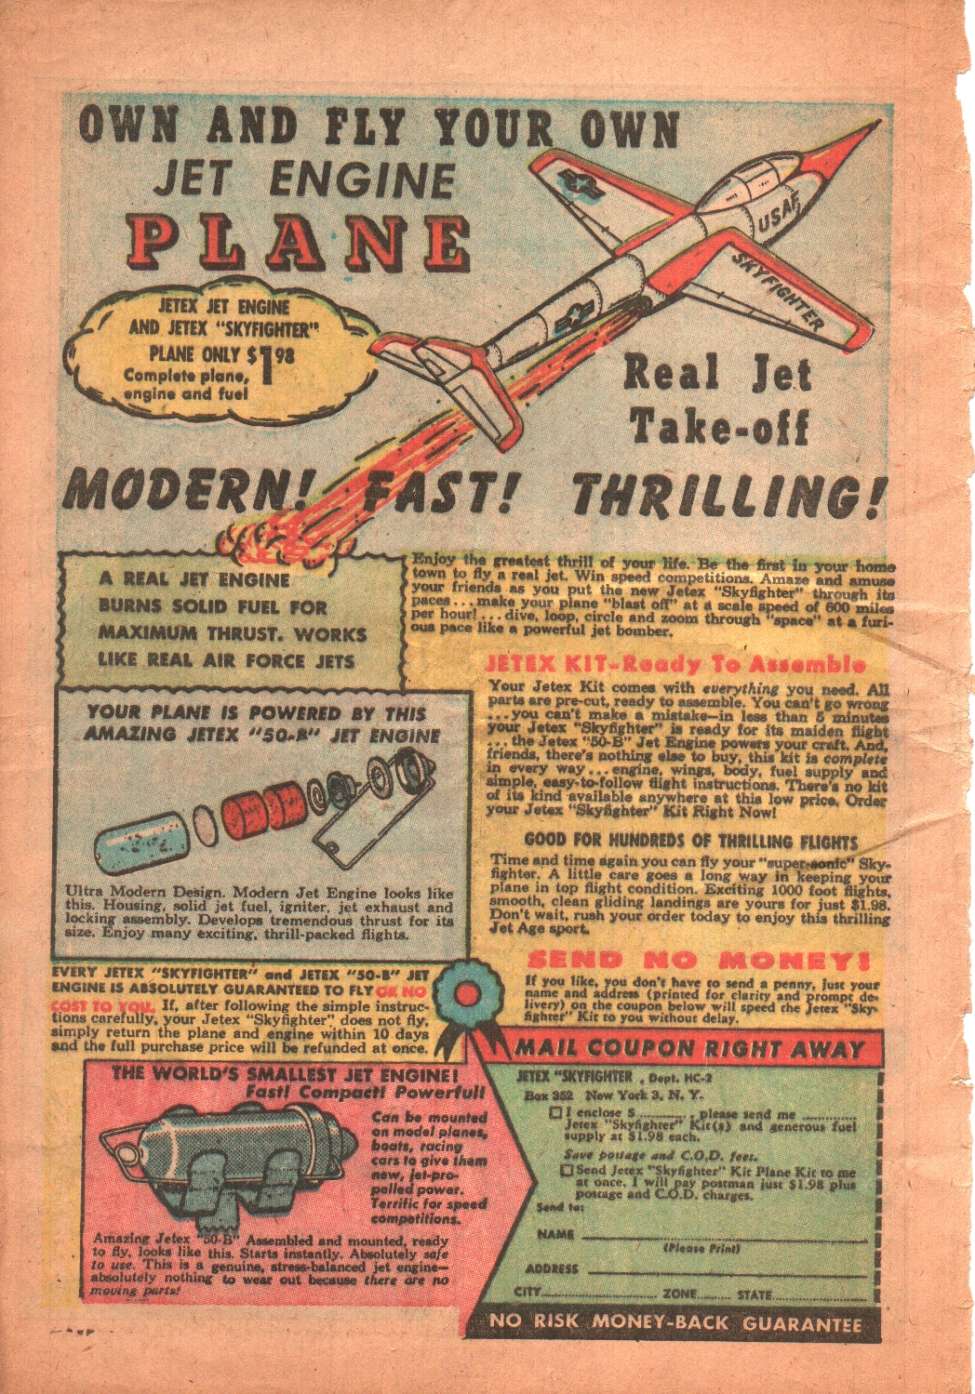 OWN AND FLY YOUR OWN
JET ENGINE
PLANE
USAF
SKYFIGHTER
JETEX JET ENGINE
AND JETEX "SKYFIGHTER"
PLANE ONLY $1.98
Complete plane,
engine and fuel
Real Jet
Take-off
MODERN! FAST! THRILLING!
A REAL JET ENGINE
BURNS SOLID FUEL FOR
MAXIMUM THRUST. WORKS
LIKE REAL AIR FORCE JETS
Enjoy the greatest thrill of your life. Be the first in your home
town to fly a real jet. Win speed competitions. Amaze and amuse
your friends as you put the new Jetex "Skyfighter" through its
paces...make your plane "blast off" at a scale speed of 600 miles
per hour!...dive, loop, circle and zoom through "space" at a furi-
ous pace like a powerful jet bomber.
JETEX KIT-Ready To Assemble
Your Jetex Kit comes with everything you need. All
parts are pre-cut, ready to assemble. You can't go wrong
...you can't make a mistake—in less than 5 minutes
your Jetex "Skyfighter" is ready for its maiden flight
...the Jetex "50-B" Jet Engine powers your craft. And,
friends, there's nothing else to buy, this kit is complete
in every way...engine, wings, body, fuel supply and
simple, easy-to-follow flight instructions. There's no kit
of its kind available anywhere at this low price. Order
your Jetex "Skyfighter" Kit Right Now!
GOOD FOR HUNDREDS OF THRILLING FLIGHTS
Time and time again you can fly your "super-sonic" Sky-
fighter. A little care goes a long way in keeping your
plane in top flight condition. Exciting 1000 foot flights,
smooth, clean gliding landings are yours for just $1.98.
Don't wait, rush your order today to enjoy this thrilling
Jet Age sport.
YOUR PLANE IS POWERED BY THIS
AMAZING JETEX "50-B" JET ENGINE
Ultra Modern Design. Modern Jet Engine looks like
this. Housing, solid jet fuel, igniter, jet exhaust and
locking assembly. Develops tremendous thrust for its
size. Enjoy many exciting, thrill-packed flights.
EVERY JETEX "SKYFIGHTER" and JETEX "50-B" JET
ENGINE IS ABSOLUTELY GUARANTEED TO FLY OR NO
COST TO YOU. If, after following the simple instruc-
tions carefully, your Jetex "Skyfighter" does not fly,
simply return the plane and engine within 10 days
and the full purchase price will be refunded at once.
SEND NO MONEY!
If you like, you don't have to send a penny. Just your
name and address (printed for clarity and prompt de-
livery) on the coupon below will speed the Jetex "Sky-
fighter" Kit to you without delay.
THE WORLD'S SMALLEST JET ENGINE!
Fast! Compact! Powerful!
Can be mounted
on model planes,
boats, racing
cars to give them
new, jet-pro-
pelled power.
Terrific for speed
competitions.
Amazing Jetex "50-B" Assembled and mounted, ready
to fly, looks like this. Starts instantly. Absolutely safe
to use. This is a genuine, stress-balanced jet engine—
absolutely nothing to wear out because there are no
moving parts!
MAIL COUPON RIGHT AWAY
JETEX "SKYFIGHTER , Dept. HC-2
Box 252 New York 3, N. Y.
I enclose $ , please send me
Jetex "Skyfighter" Kit(s) and generous fuel
supply at $1.98 each.
Save postage and C.O.D. fees.
Send Jetex "Skyfighter" Kit Plane Kit to me
at once. I will pay postman just $1.98 plus
postage and C.O.D. charges.
Send to:
NAME
(Please Print)
ADDRESS
CITY ZONE STATE
NO RISK MONEY-BACK GUARANTEE